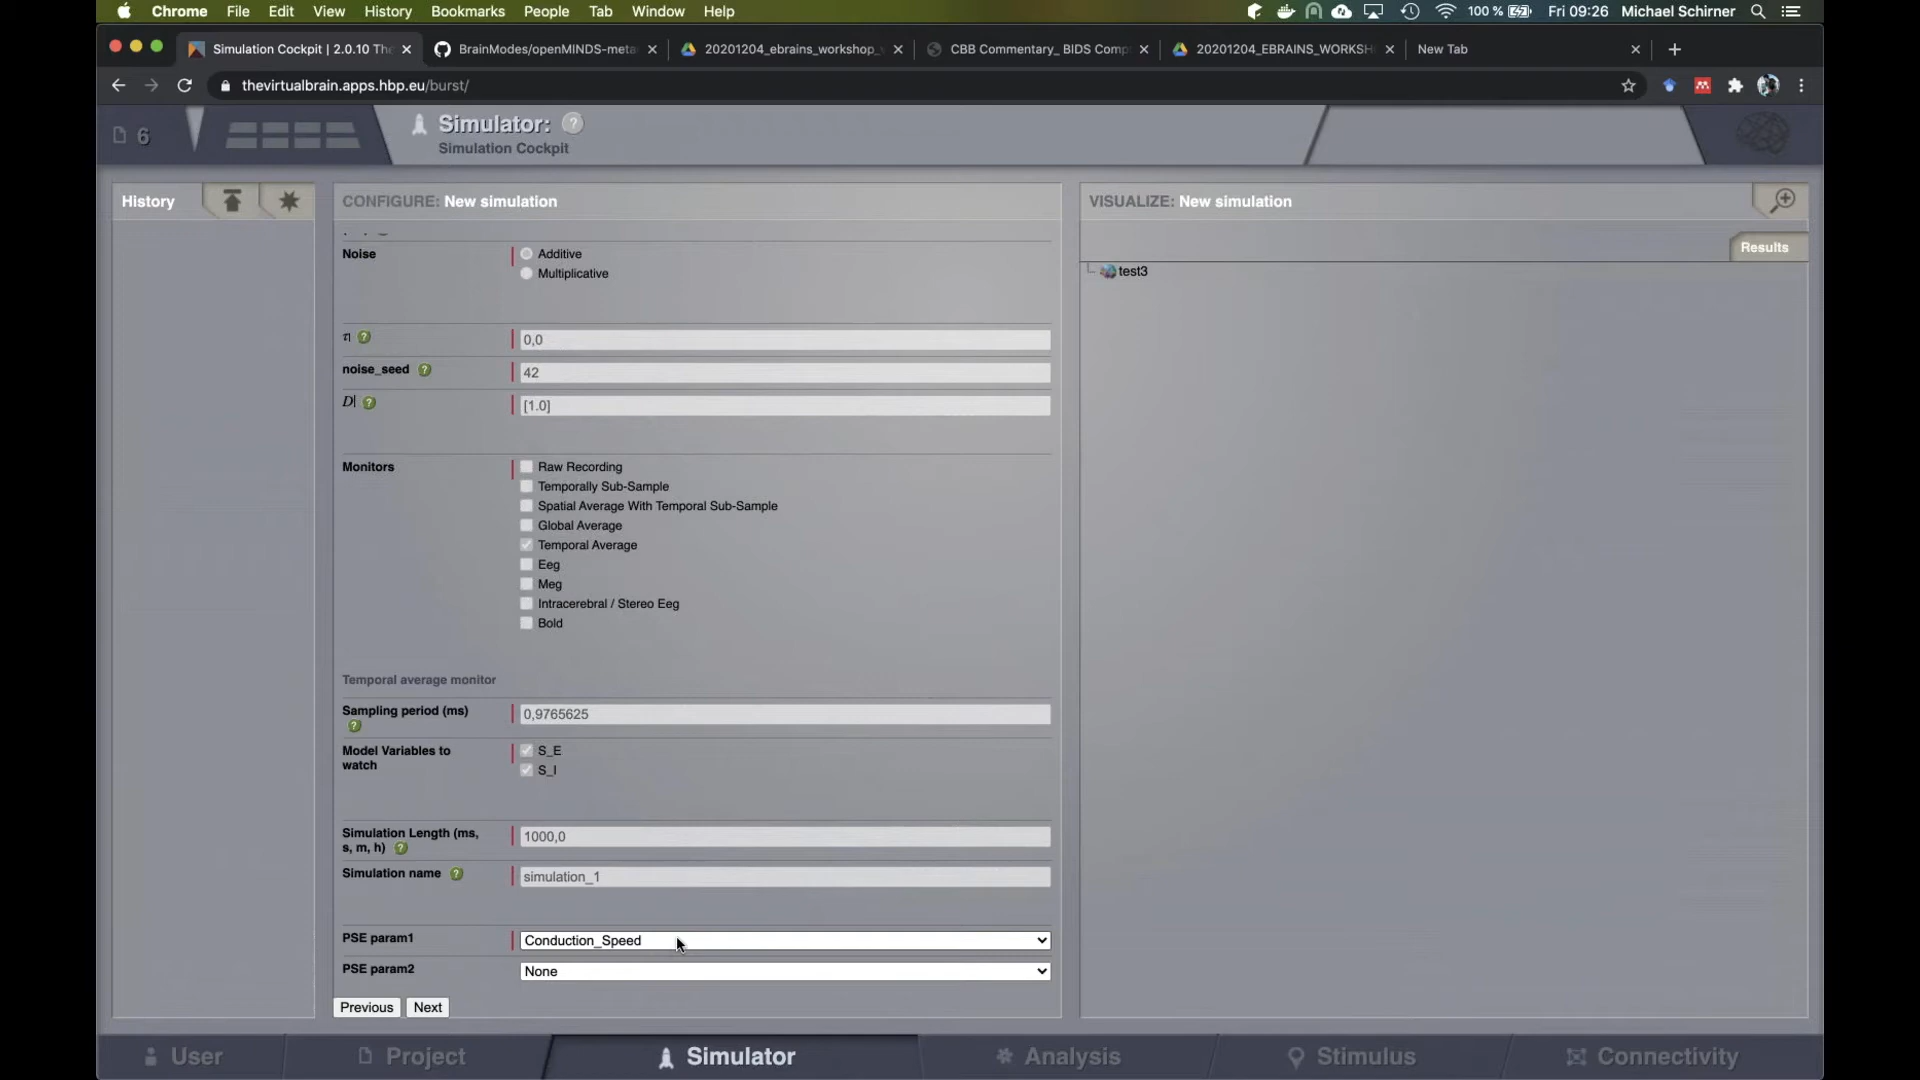 Chrome File Edit View History Bookmarks People Tab Window Help 100 % Fri 09:26 Michael Schirner
Simulation Cockpit | 2.0.10 The BrainModes/openMINDS-meta 20201204_ebrains_workshop_ CBB Commentary_ BIDS Comp 20201204_EBRAINS_WORKSH New Tab
thevirtualbrain.apps.hbp.eu/burst/
6 Simulator: ?
Simulation Cockpit
History CONFIGURE: New simulation VISUALIZE: New simulation
Results
test3
Noise Additive
Multiplicative
τ| ? 0,0
noise_seed ? 42
D| ? [1.0]
Monitors Raw Recording
Temporally Sub-Sample
Spatial Average With Temporal Sub-Sample
Global Average
Temporal Average
Eeg
Meg
Intracerebral / Stereo Eeg
Bold
Temporal average monitor
Sampling period (ms) ? 0,9765625
Model Variables to watch S_E
S_I
Simulation Length (ms, s, m, h) ? 1000,0
Simulation name ? simulation_1
PSE param1 Conduction_Speed
PSE param2 None
Previous Next
User Project Simulator Analysis Stimulus Connectivity